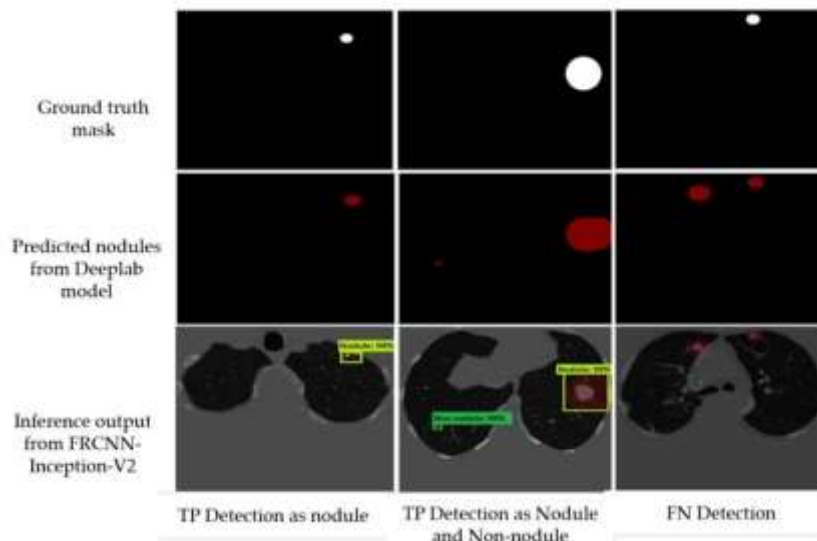 Ground truth
mask
Predicted nodules
from Deeplab
model
Inference output
from FRCNN-
Inception-V2
TP Detection as nodule
TP Detection as Nodule
and Non-nodule
FN Detection